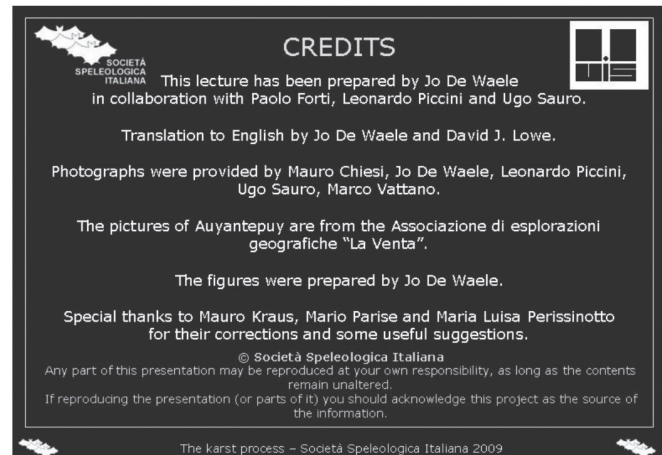 SOCIETÀ
SPELEOLOGICA
ITALIANA
CREDITS
uis
This lecture has been prepared by Jo De Waele
in collaboration with Paolo Forti, Leonardo Piccini and Ugo Sauro.
Translation to English by Jo De Waele and David J. Lowe.
Photographs were provided by Mauro Chiesi, Jo De Waele, Leonardo Piccini,
Ugo Sauro, Marco Vattano.
The pictures of Auyantepuy are from the Associazione di esplorazioni
geografiche “La Venta”.
The figures were prepared by Jo De Waele.
Special thanks to Mauro Kraus, Mario Parise and Maria Luisa Perissinotto
for their corrections and some useful suggestions.
© Società Speleologica Italiana
Any part of this presentation may be reproduced at your own responsibility, as long as the contents
remain unaltered.
If reproducing the presentation (or parts of it) you should acknowledge this project as the source of
the information.
The karst process – Società Speleologica Italiana 2009